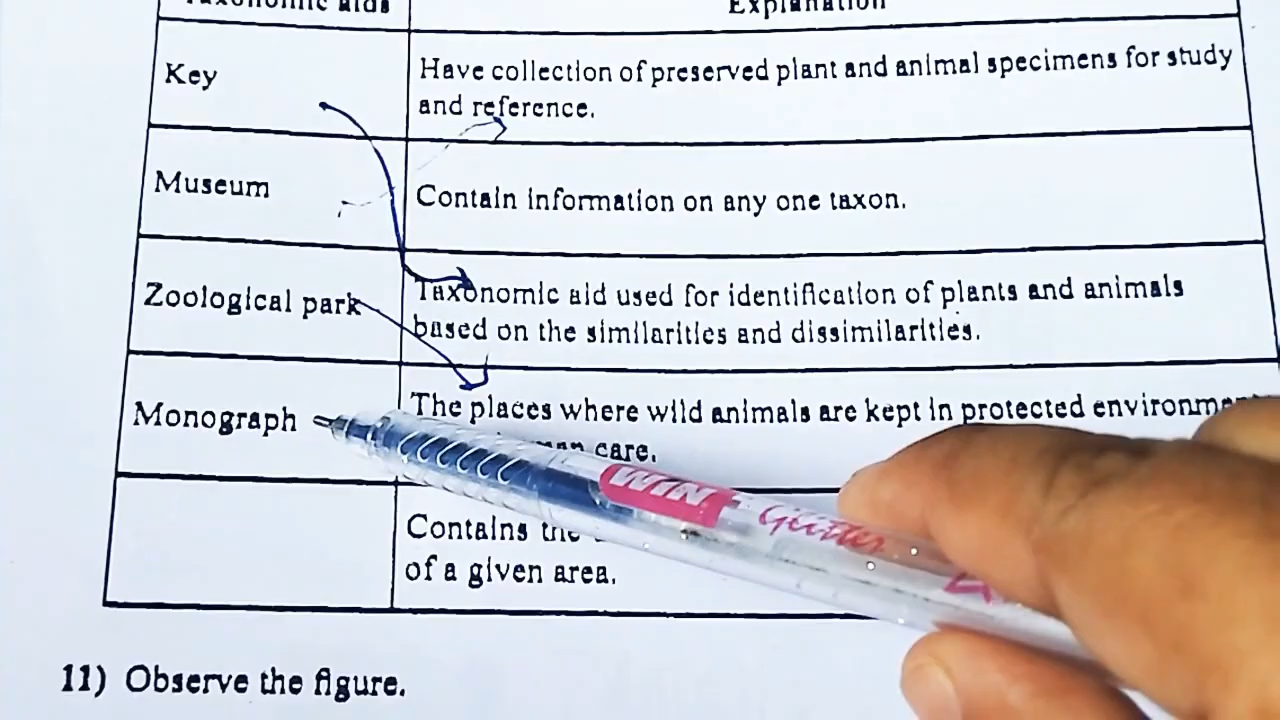 Explanation
Key
Have collection of preserved plant and animal specimens for study
and reference.
Museum
Contain information on any one taxon.
Zoological park
Taxonomic aid used for identification of plants and animals
based on the similarities and dissimilarities.
Monograph
The places where wild animals are kept in protected
care.
Contains
of a given area.
WIN
Glitter
11) Observe the figure.